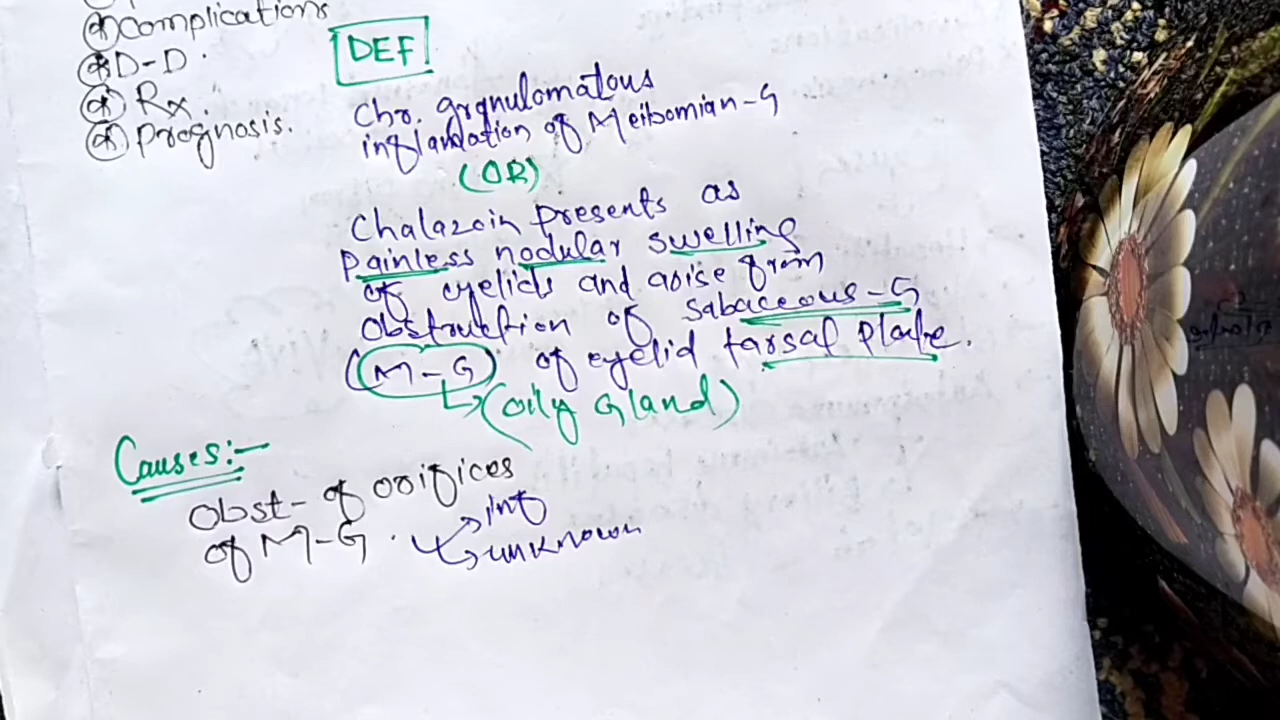 complications
D-D.
Rx.
Prognosis.
DEF
Chr. granulomatous
inflamation of Meibomian-G
(OR)
Chalazoin presents as
Painless nodular swelling
of eyelids and arise from
Obstruction of sabaceous-G
(M-G) of eyelid tarsal plate.
(oily Gland)
Causes:-
Obst- of orifices
of M-G.
inf
unknown